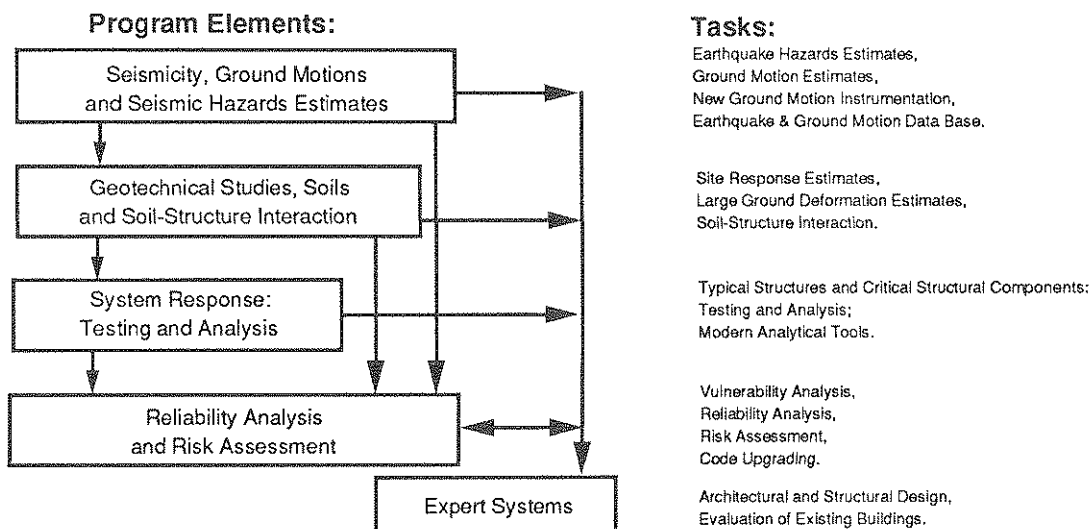 Program Elements:
Seismicity, Ground Motions
and Seismic Hazards Estimates
Geotechnical Studies, Soils
and Soil-Structure Interaction
System Response:
Testing and Analysis
Reliability Analysis
and Risk Assessment
Expert Systems
Tasks:
Earthquake Hazards Estimates,
Ground Motion Estimates,
New Ground Motion Instrumentation,
Earthquake & Ground Motion Data Base.
Site Response Estimates,
Large Ground Deformation Estimates,
Soil-Structure Interaction.
Typical Structures and Critical Structural Components:
Testing and Analysis;
Modern Analytical Tools.
Vulnerability Analysis,
Reliability Analysis,
Risk Assessment,
Code Upgrading.
Architectural and Structural Design,
Evaluation of Existing Buildings.